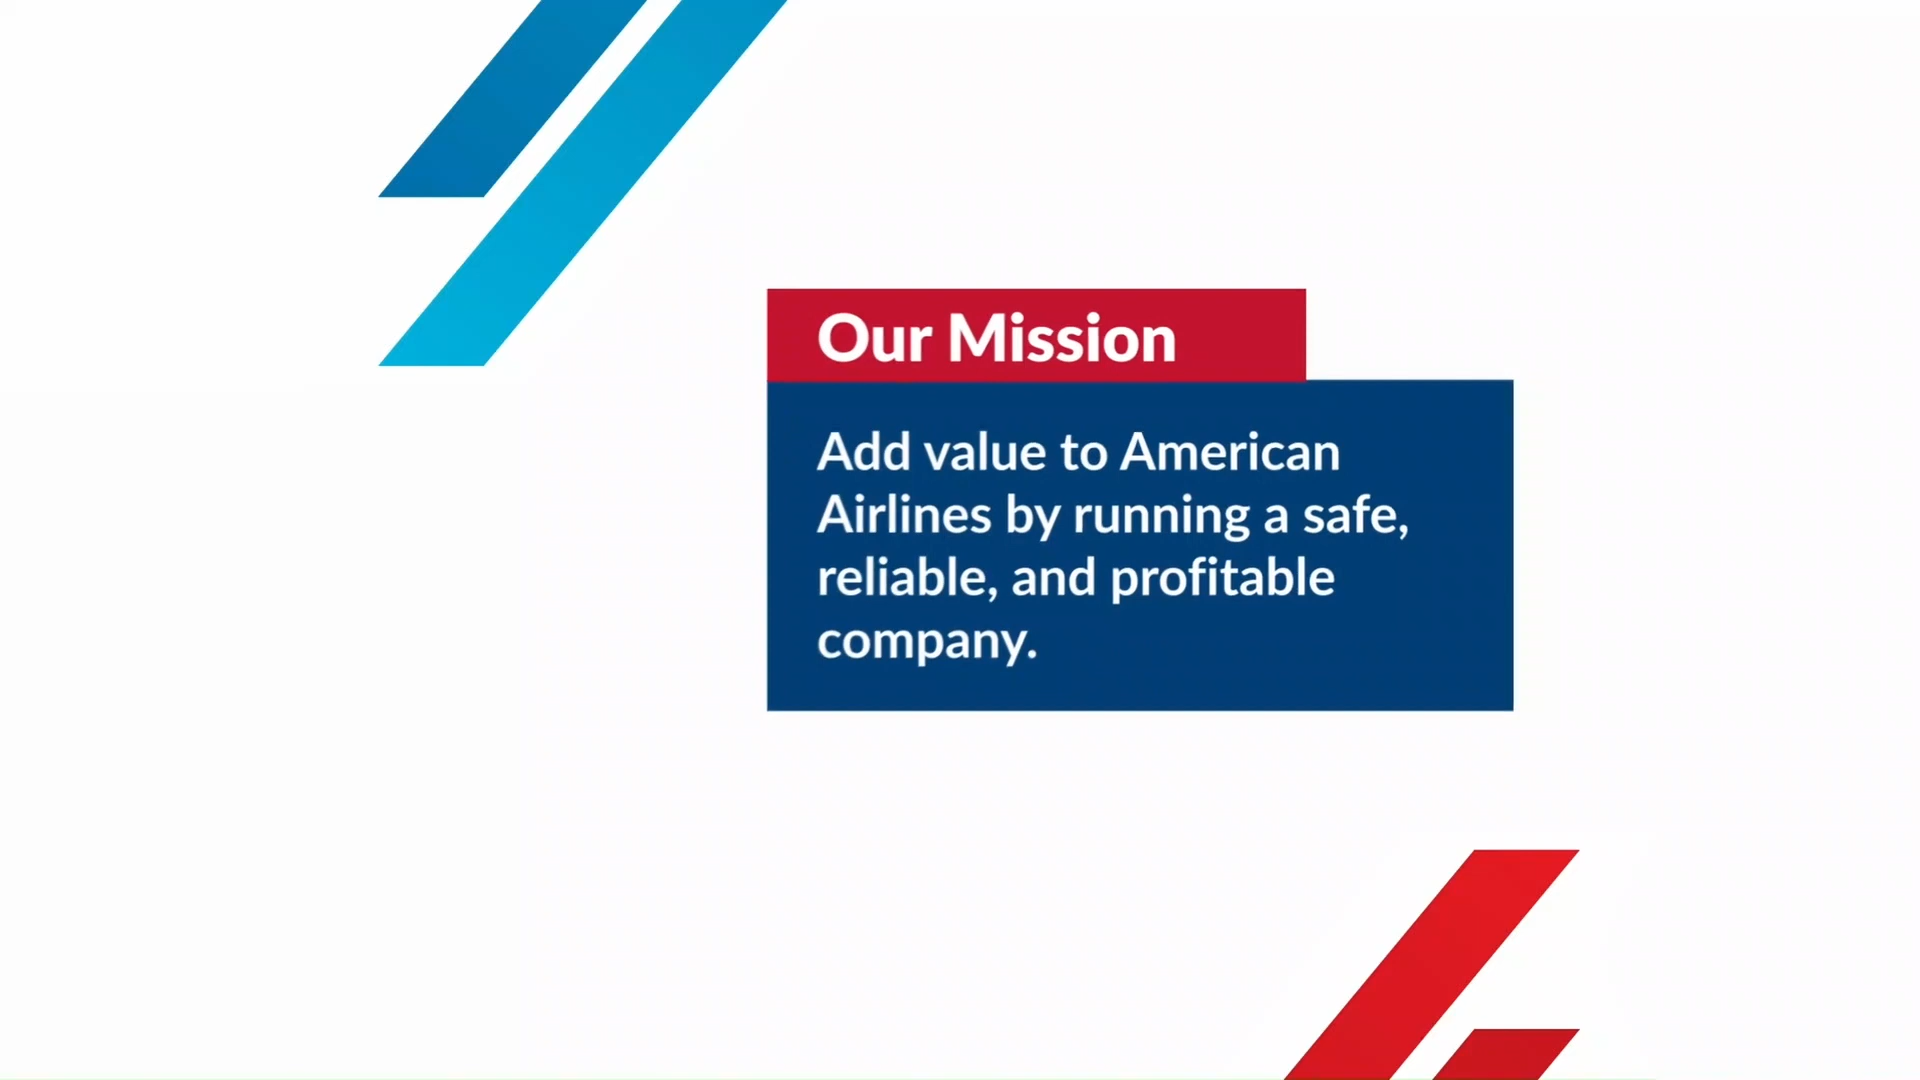 Our Mission
Add value to American
Airlines by running a safe,
reliable, and profitable
company.